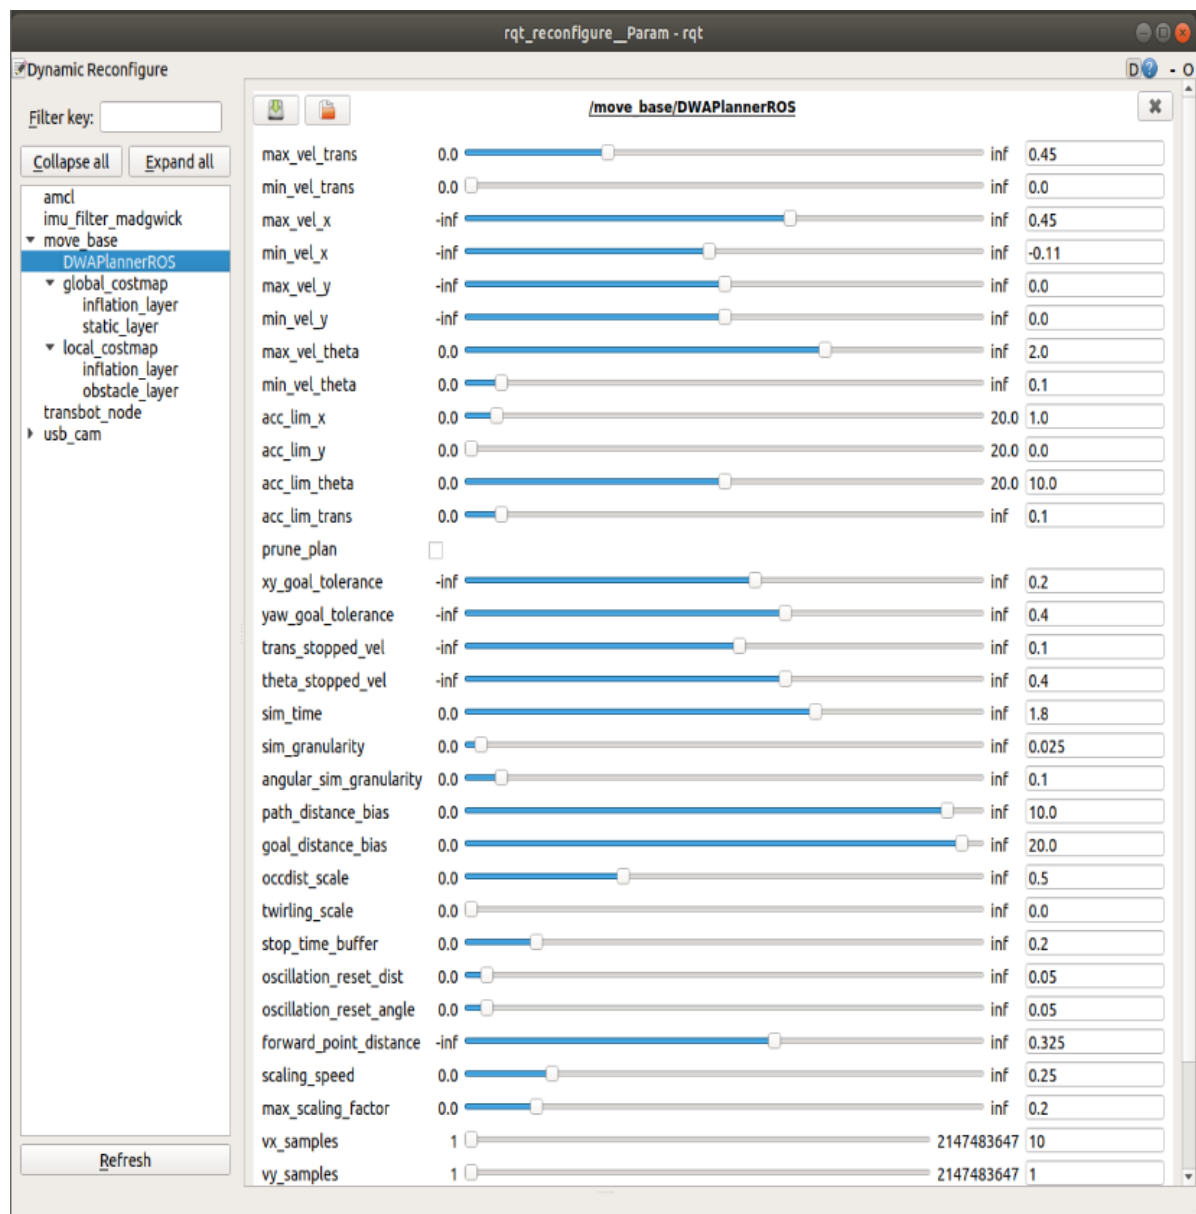 rqt_reconfigure__Param - rqt
Dynamic Reconfigure
D ? - O
Filter key:
Collapse all Expand all
amcl
imu_filter_madgwick
move_base
DWAPlannerROS
global_costmap
inflation_layer
static_layer
local_costmap
inflation_layer
obstacle_layer
transbot_node
usb_cam
Refresh
/move_base/DWAPlannerROS
max_vel_trans 0.0 inf 0.45
min_vel_trans 0.0 inf 0.0
max_vel_x -inf inf 0.45
min_vel_x -inf inf -0.11
max_vel_y -inf inf 0.0
min_vel_y -inf inf 0.0
max_vel_theta 0.0 inf 2.0
min_vel_theta 0.0 inf 0.1
acc_lim_x 0.0 20.0 1.0
acc_lim_y 0.0 20.0 0.0
acc_lim_theta 0.0 20.0 10.0
acc_lim_trans 0.0 inf 0.1
prune_plan
xy_goal_tolerance -inf inf 0.2
yaw_goal_tolerance -inf inf 0.4
trans_stopped_vel -inf inf 0.1
theta_stopped_vel -inf inf 0.4
sim_time 0.0 inf 1.8
sim_granularity 0.0 inf 0.025
angular_sim_granularity 0.0 inf 0.1
path_distance_bias 0.0 inf 10.0
goal_distance_bias 0.0 inf 20.0
occdist_scale 0.0 inf 0.5
twirling_scale 0.0 inf 0.0
stop_time_buffer 0.0 inf 0.2
oscillation_reset_dist 0.0 inf 0.05
oscillation_reset_angle 0.0 inf 0.05
forward_point_distance -inf inf 0.325
scaling_speed 0.0 inf 0.25
max_scaling_factor 0.0 inf 0.2
vx_samples 1 2147483647 10
vy_samples 1 2147483647 1